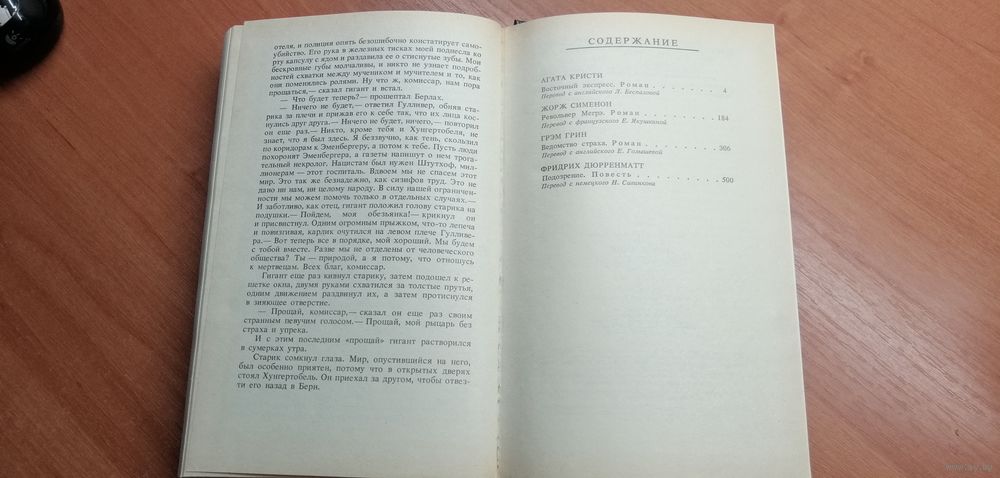 отеля, и полиция опять безошибочно констатирует само-
убийство. Его рука в железных тисках моей поднесла ко
рту капсулу с ядом и раздавила ее о стиснутые зубы. Мои
бескровные губы молчаливы, и никто не узнает подроб-
ностей схватки между мучеником и мучителем и то, как
они поменялись ролями. Ну что ж, комиссар, нам пора
прощаться,— сказал гигант и встал.
— Что будет теперь?— прошептал Берлах.
— Ничего не будет,— ответил Гулливер, обняв ста-
рика за плечи и прижав его к себе так, что их лица кос-
нулись друг друга.— Ничего не будет, ничего,— повторил
он еще раз.— Никто, кроме тебя и Хунгертобеля, не
знает, что я был здесь. Я беззвучно, как тень, скользил
по коридорам к Эменбергеру, а потом к тебе. Пусть люди
похоронят Эменбергера, а газеты напишут о нем трога-
тельный некролог. Нацистам был нужен Штутхоф, мил-
лионерам — этот госпиталь. Вдвоем мы не спасем этот
мир. Это так же безнадежно, как сизифов труд. Это не
дано ни нам, ни целому народу. В силу нашей ограничен-
ности мы можем помочь только в отдельных случаях.—
И заботливо, как отец, гигант положил голову старика на
подушки.— Пойдем, моя обезьянка!— крикнул он
и присвистнул. Одним огромным прыжком, что-то лепеча
и повизгивая, карлик очутился на левом плече Гулливе-
ра.— Вот теперь все в порядке, мой хороший. Мы будем
с тобой вместе. Разве мы не отделены от человеческого
общества? Ты — природой, а я потому, что отношусь
к мертвецам. Всех благ, комиссар.
Гигант еще раз кивнул старику, затем подошел к ре-
шетке окна, двумя руками схватился за толстые прутья,
одним движением раздвинул их, а затем протиснулся
в зияющее отверстие.
— Прощай, комиссар,— сказал он еще раз своим
странным певучим голосом.— Прощай, мой рыцарь без
страха и упрека.
И с этим последним «прощай» гигант растворился
в сумерках утра.
Старик сомкнул глаза. Мир, опустившийся на него,
был особенно приятен, потому что в открытых дверях
стоял Хунгертобель. Он приехал за другом, чтобы отвез-
ти его назад в Берн.
СОДЕРЖАНИЕ
АГАТА КРИСТИ
Восточный экспресс. Роман . . . . . . . 4
Перевод с английского Л. Беспаловой
ЖОРЖ СИМЕНОН
Револьвер Мегрэ. Роман . . . . . . . 184
Перевод с французского Е. Якушкиной
ГРЭМ ГРИН
Ведомство страха. Роман . . . . . . . 306
Перевод с английского Е. Голышевой
ФРИДРИХ ДЮРРЕНМАТТ
Подозрение. Повесть . . . . . . . . 500
Перевод с немецкого Н. Савинкова